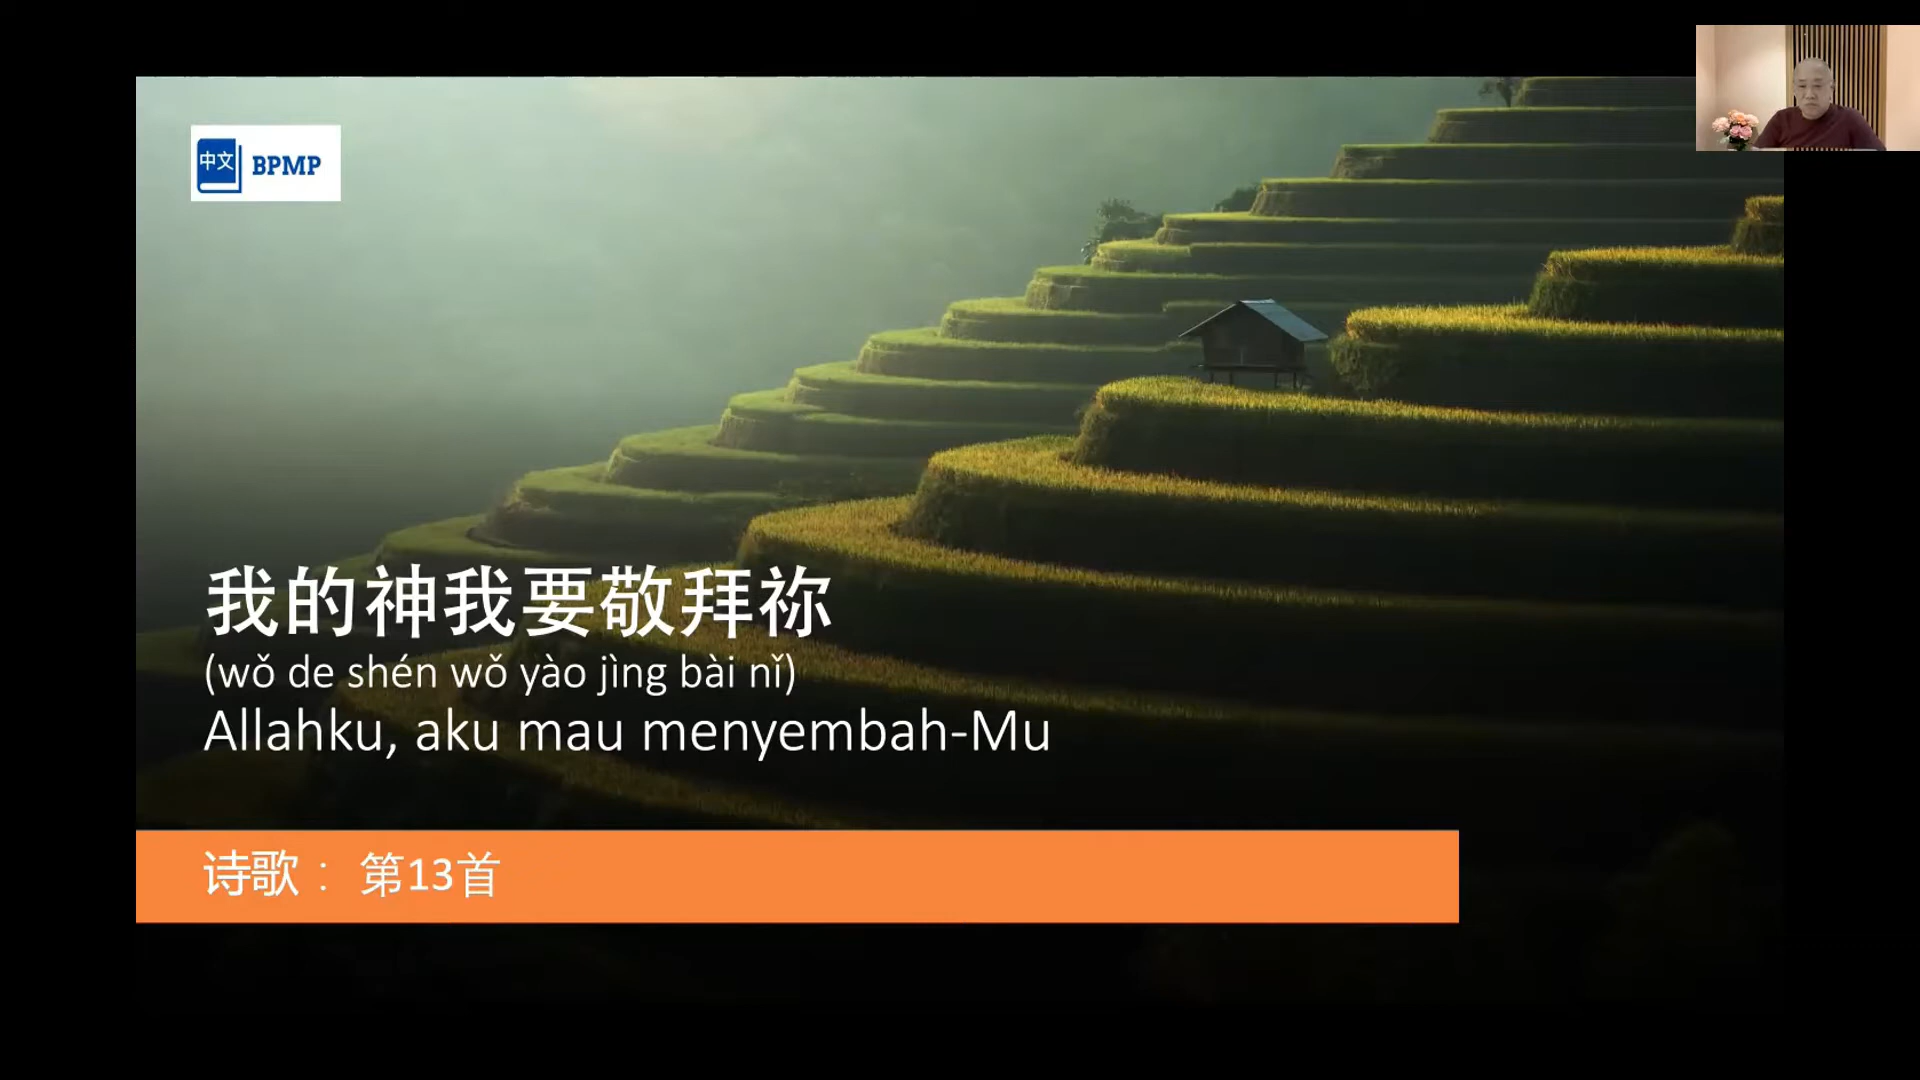 中文 BPMP
我的神我要敬拜祢
(wǒ de shén wǒ yào jìng bài nǐ)
Allahku, aku mau menyembah-Mu
诗歌： 第13首